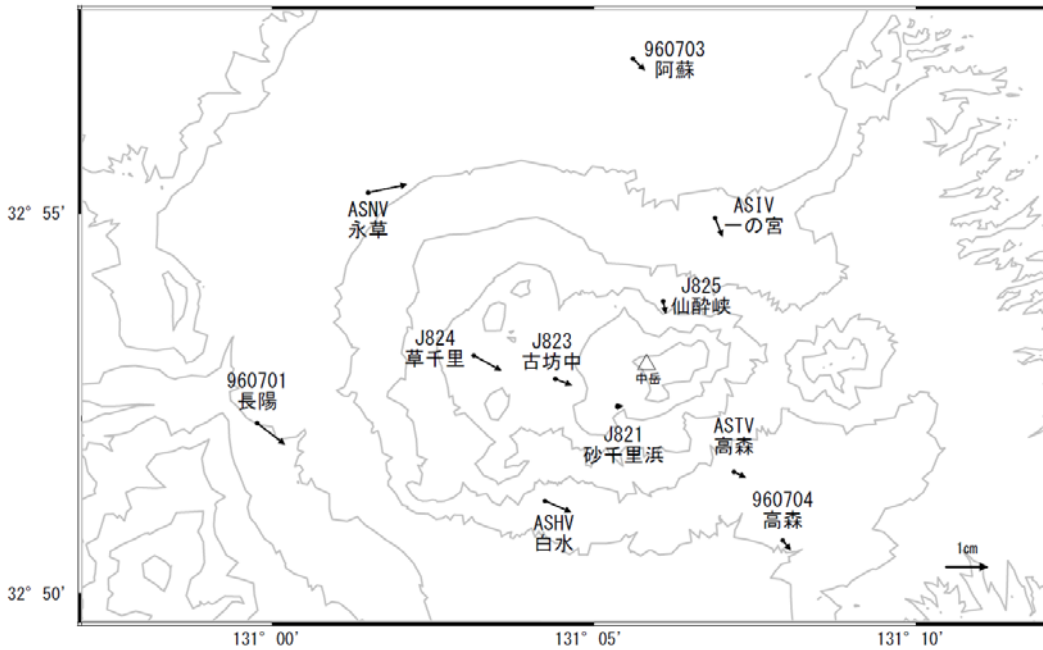 960703
阿蘇
ASNV
永草
32° 55'
ASIV
一の宮
J825
仙酔峡
J824
草千里
J823
古坊中
中岳
960701
長陽
J821
砂千里浜
ASTV
高森
960704
高森
ASHV
白水
1cm
32° 50'
131° 00'
131° 05'
131° 10'